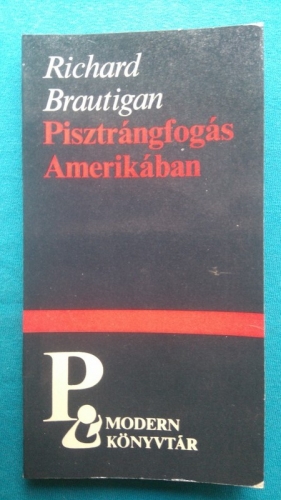 Richard
Brautigan
Pisztrángfogás
Amerikában
P
MODERN
KÖNYVTÁR